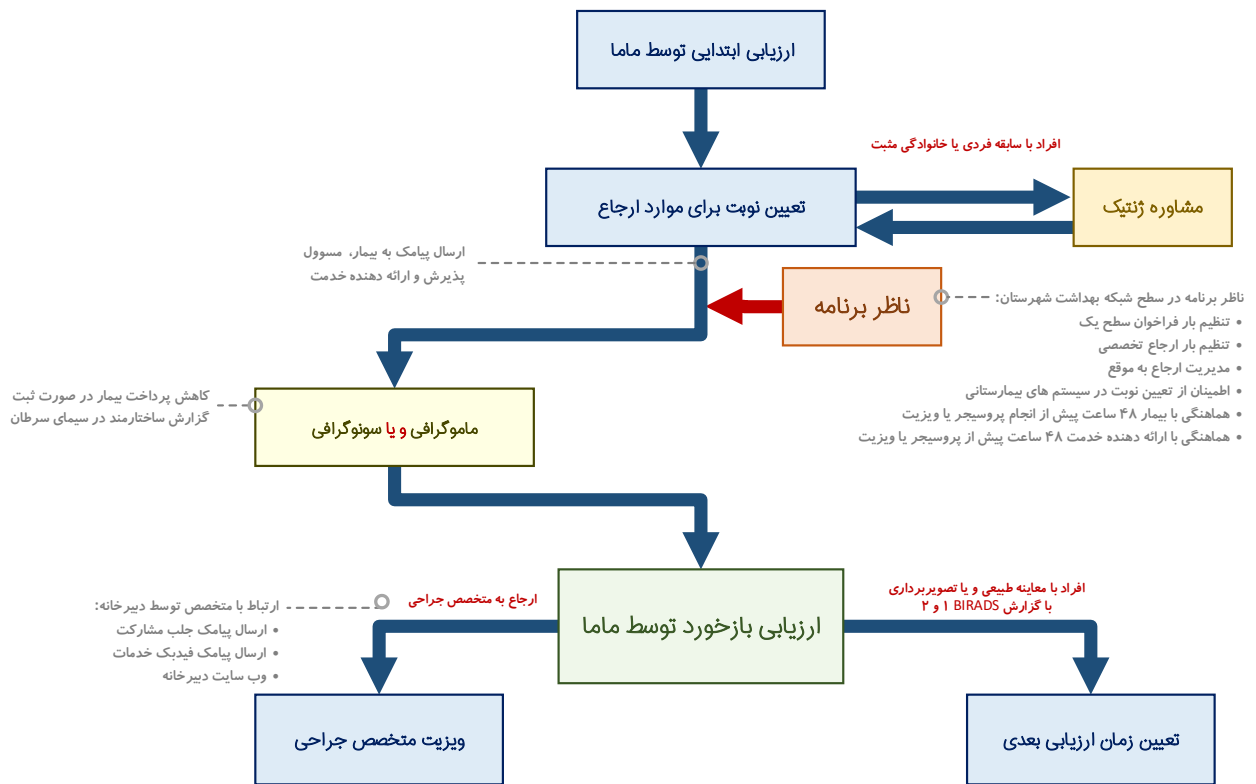 ارزیابی ابتدایی توسط ماما
افراد با سابقه فردی یا خانوادگی مثبت
تعیین نوبت برای موارد ارجاع
مشاوره ژنتیک
ارسال پیامک به بیمار، مسوول
پذیرش و ارائه دهنده خدمت
ناظر برنامه
ناظر برنامه در سطح شبکه بهداشت شهرستان:
• تنظیم بار فراخوان سطح یک
• تنظیم بار ارجاع تخصصی
• مدیریت ارجاع به موقع
• اطمینان از تعیین نوبت در سیستم های بیمارستانی
• هماهنگی با بیمار ۴۸ ساعت پیش از انجام پروسیجر یا ویزیت
• هماهنگی با ارائه دهنده خدمت ۴۸ ساعت پیش از پروسیجر یا ویزیت
ماموگرافی و یا سونوگرافی
کاهش پرداخت بیمار در صورت ثبت
گزارش ساختارمند در سیمای سرطان
ارزیابی بازخورد توسط ماما
افراد با معاینه طبیعی و یا تصویربرداری
با گزارش BIRADS ۱ و ۲
ارجاع به متخصص جراحی
ارتباط با متخصص توسط دبیرخانه:
• ارسال پیامک جلب مشارکت
• ارسال پیامک فیدبک خدمات
• وب سایت دبیرخانه
تعیین زمان ارزیابی بعدی
ویزیت متخصص جراحی